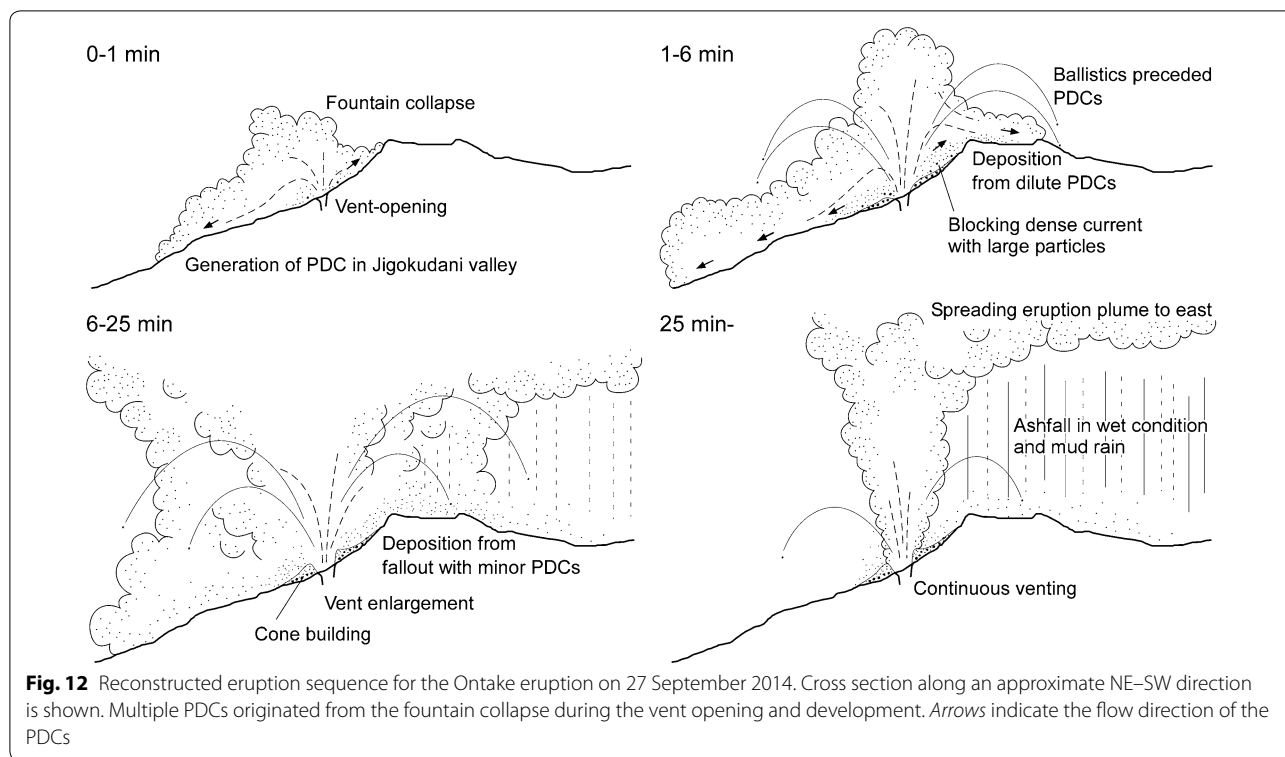 0-1 min
Fountain collapse
Vent-opening
Generation of PDC in Jigokudani valley
1-6 min
Ballistics preceded
PDCs
Deposition
from dilute PDCs
Blocking dense current
with large particles
6-25 min
Deposition from
fallout with minor PDCs
Vent enlargement
Cone building
25 min-
Spreading eruption plume to east
Ashfall in wet condition
and mud rain
Continuous venting
Fig. 12 Reconstructed eruption sequence for the Ontake eruption on 27 September 2014. Cross section along an approximate NE–SW direction
is shown. Multiple PDCs originated from the fountain collapse during the vent opening and development. Arrows indicate the flow direction of the
PDCs